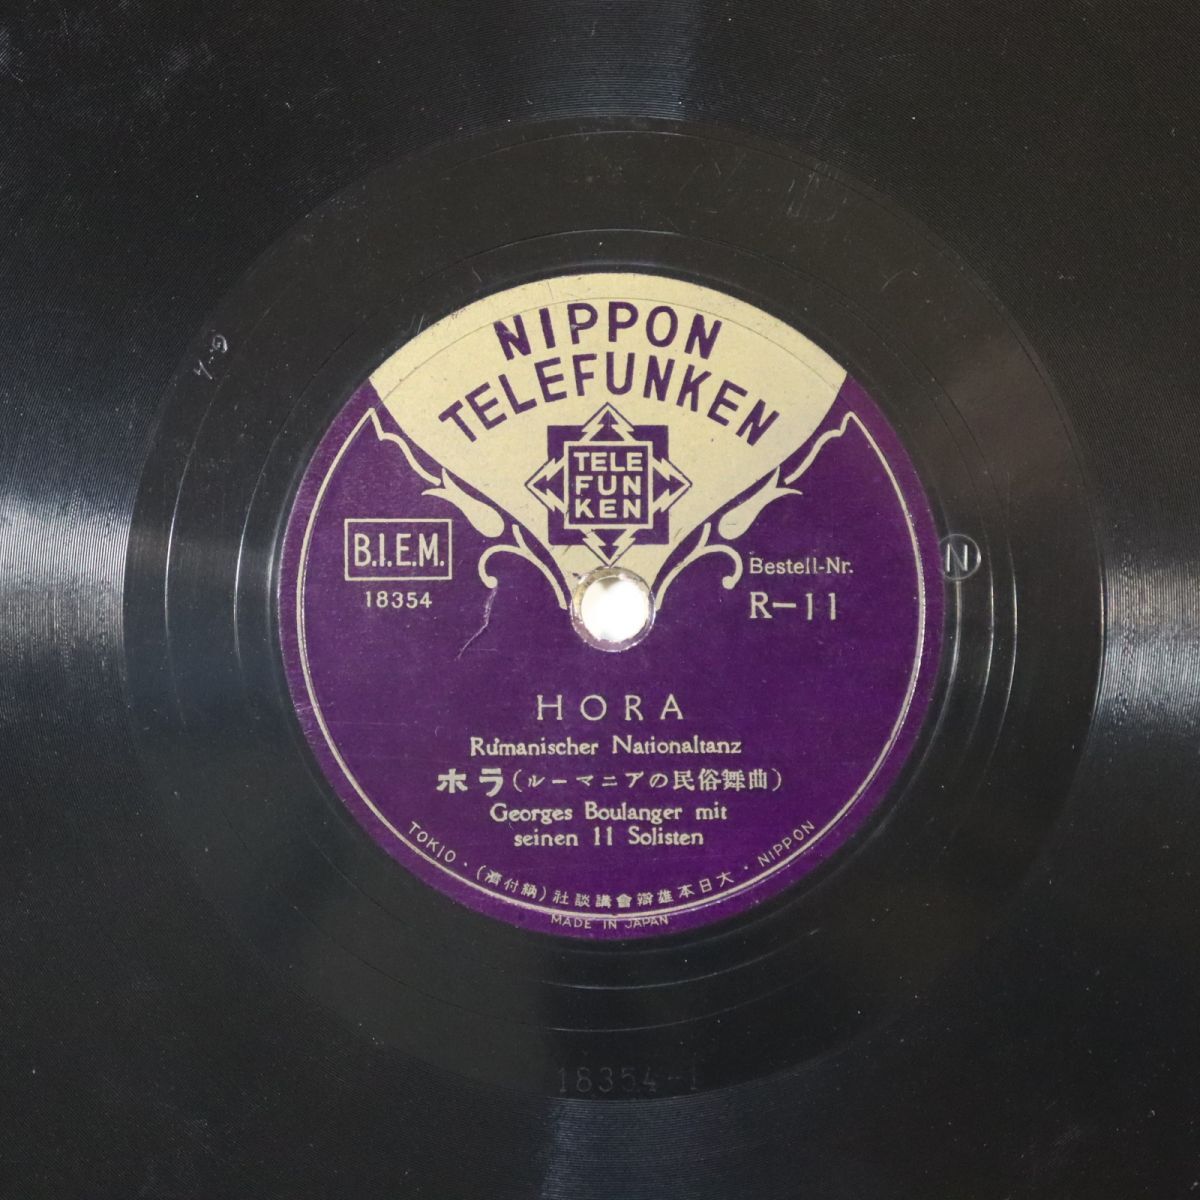 NIPPON
TELEFUNKEN
TELE
FUN
KEN
B.I.E.M.
18354
Bestell-Nr.
R-11
N
HORA
Rumanischer Nationaltanz
ホラ(ルーマニアの民俗舞曲)
Georges Boulanger mit
seinen 11 Solisten
TOKIO・(濟付納)社談講會辯雄本日大・NIPPON
MADE IN JAPAN
18354-1